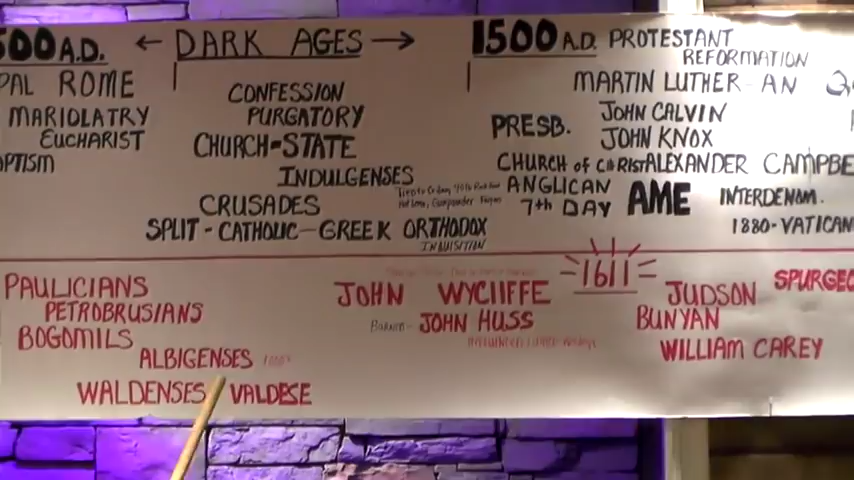 500 A.D. ← DARK AGES → 1500 A.D. PROTESTANT
REFORMATION
PAL ROME
MARIOLATRY
EUCHARIST
PTISM
CONFESSION
PURGATORY
CHURCH-STATE
INDULGENSES
CRUSADES
SPLIT-CATHOLIC-GREEK ORTHODOX
INQUISITION
MARTIN LUTHER-AN
JOHN CALVIN
PRESB. JOHN KNOX
CHURCH of CHRIST ALEXANDER CAMPBE
ANGLICAN AME INTERDENOM.
7th DAY
1880-VATICAN
PAULICIANS
PETROBRUSIANS
BOGOMILS
ALBIGENSES
WALDENSES VALDESE
JOHN WYCLIFFE
BURNED- JOHN HUSS
1611
JUDSON SPURGEO
BUNYAN
WILLIAM CAREY